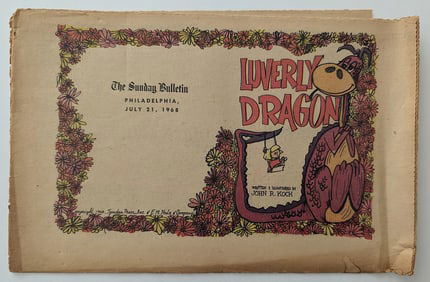 The Sunday Bulletin
PHILADELPHIA,
JULY 21, 1968
LUVERLY
DRAGON
WRITTEN & ILLUSTRATED BY
JOHN R. KOCH